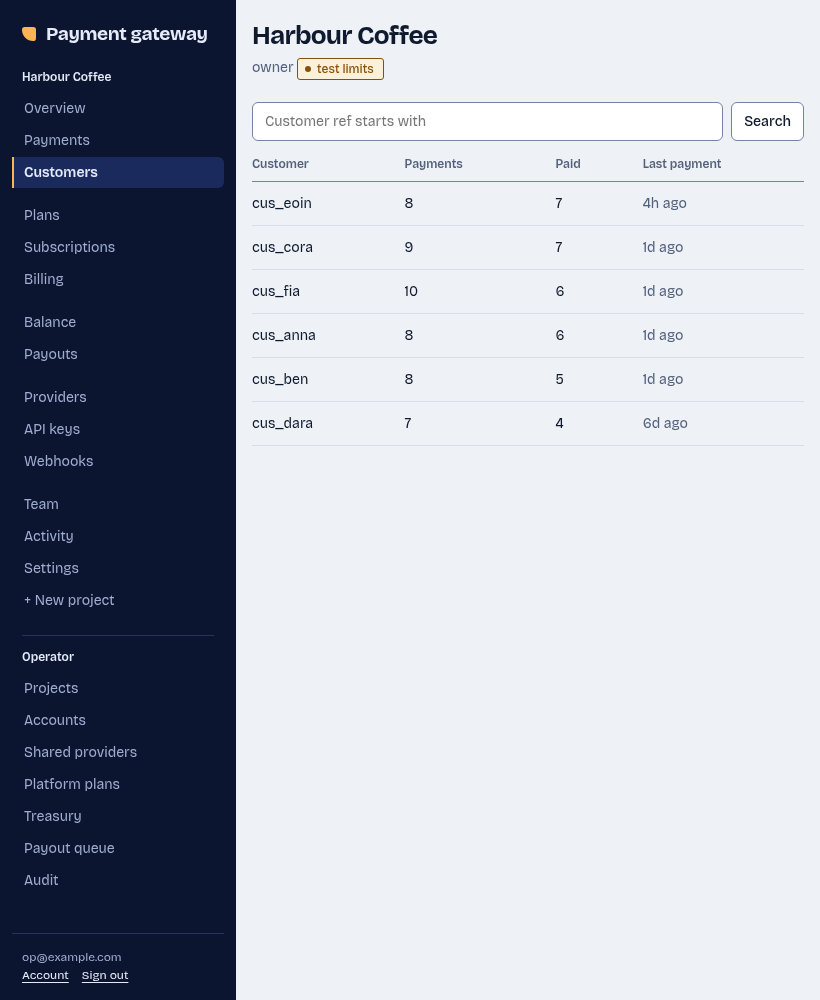 Payment gateway
Harbour Coffee
Overview
Payments
Customers
Plans
Subscriptions
Billing
Balance
Payouts
Providers
API keys
Webhooks
Team
Activity
Settings
+ New project
Operator
Projects
Accounts
Shared providers
Platform plans
Treasury
Payout queue
Audit
op@example.com
Account Sign out
Harbour Coffee
owner test limits
Customer ref starts with Search
Customer Payments Paid Last payment
cus_eoin 8 7 4h ago
cus_cora 9 7 1d ago
cus_fia 10 6 1d ago
cus_anna 8 6 1d ago
cus_ben 8 5 1d ago
cus_dara 7 4 6d ago